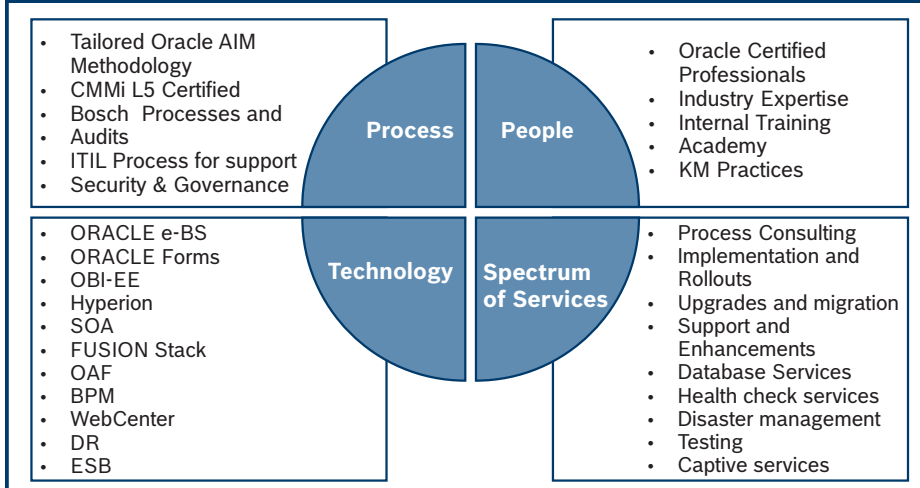 • Tailored Oracle AIM
Methodology
• CMMi L5 Certified
• Bosch Processes and
• Audits
• ITIL Process for support
• Security & Governance
Process
People
• Oracle Certified
Professionals
• Industry Expertise
• Internal Training
• Academy
• KM Practices
• ORACLE e-BS
• ORACLE Forms
• OBI-EE
• Hyperion
• SOA
• FUSION Stack
• OAF
• BPM
• WebCenter
• DR
• ESB
Technology
Spectrum
of Services
• Process Consulting
• Implementation and
Rollouts
• Upgrades and migration
• Support and
Enhancements
• Database Services
• Health check services
• Disaster management
• Testing
• Captive services